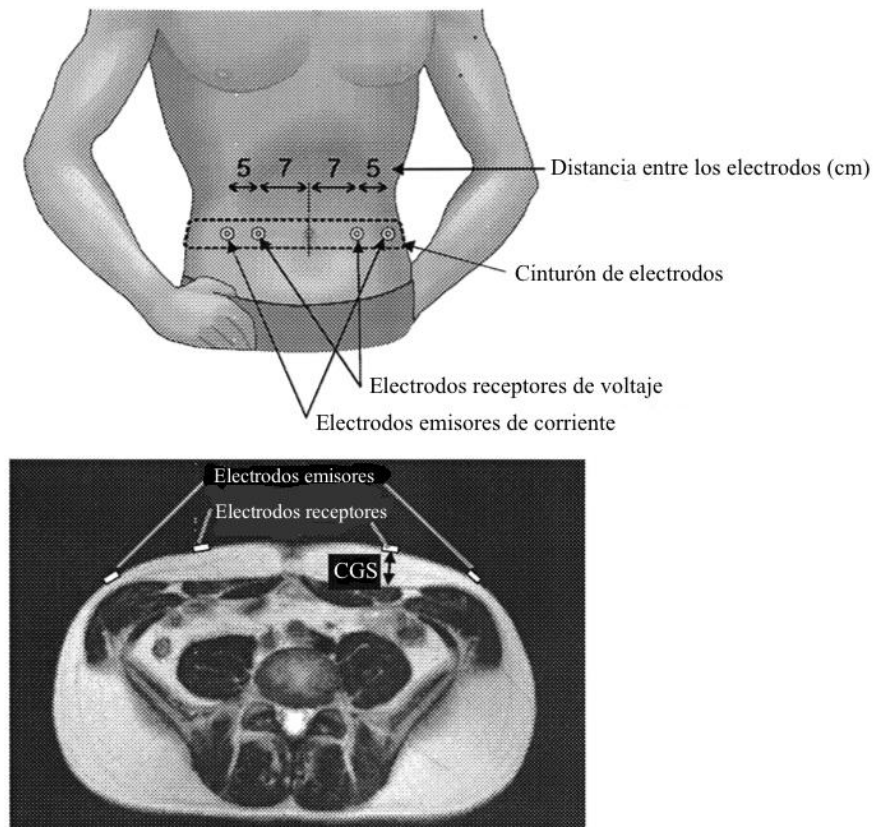 5 7 7 5
Distancia entre los electrodos (cm)
Cinturón de electrodos
Electrodos receptores de voltaje
Electrodos emisores de corriente
Electrodos emisores
Electrodos receptores
CGS